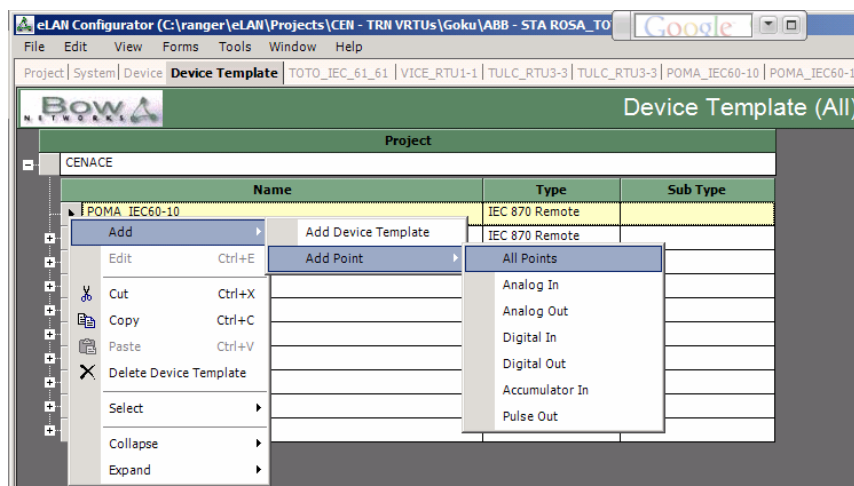 eLAN Configurator (C:\ranger\eLAN\Projects\CEN - TRN VRTUs\Goku\ABB - STA ROSA_TO
Google
File Edit View Forms Tools Window Help
Project System Device Device Template TOTO_IEC_61_61 VICE_RTU1-1 TULC_RTU3-3 TULC_RTU3-3 POMA_IEC60-10 POMA_IEC60-1
Bow
NETWORKS
Device Template (All)
Project
CENACE
Name Type Sub Type
POMA_IEC60-10 IEC 870 Remote
Add Add Device Template IEC 870 Remote
Edit Ctrl+E Add Point All Points
Analog In
Cut Ctrl+X
Copy Ctrl+C Analog Out
Paste Ctrl+V Digital In
Delete Device Template Digital Out
Accumulator In
Select Pulse Out
Collapse
Expand